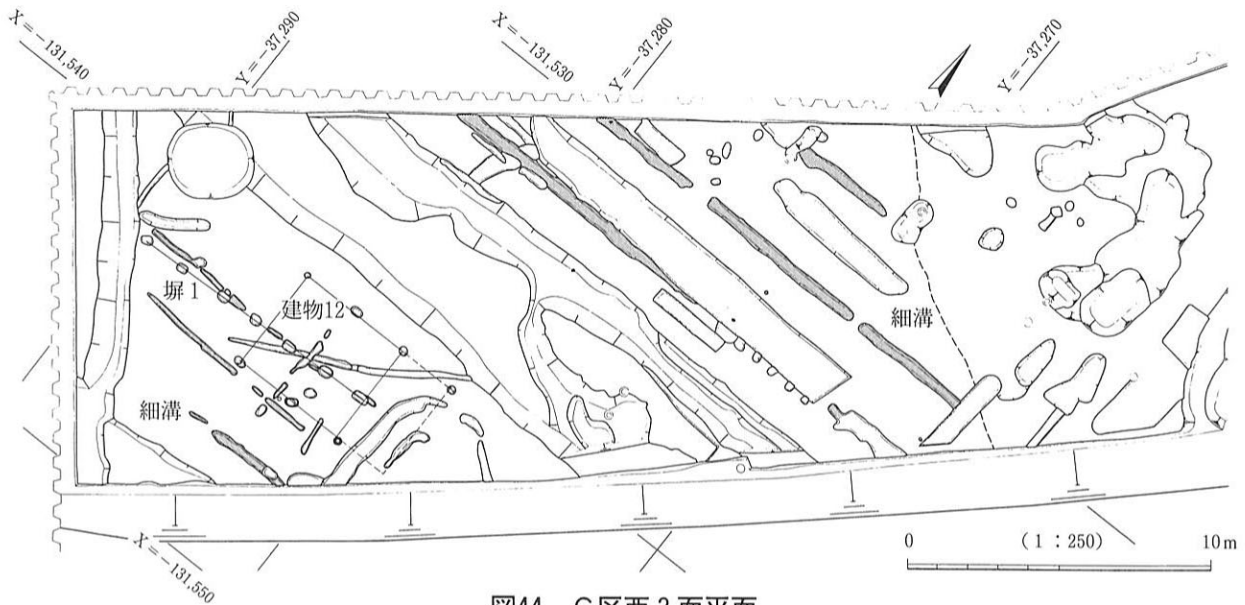 X=-131,540
Y=-37,290
X=-131,530
Y=-37,280
Y=-37,270
塀1
建物12
細溝
細溝
X=-131,550
0 (1:250) 10m
図44 C区西2面平面